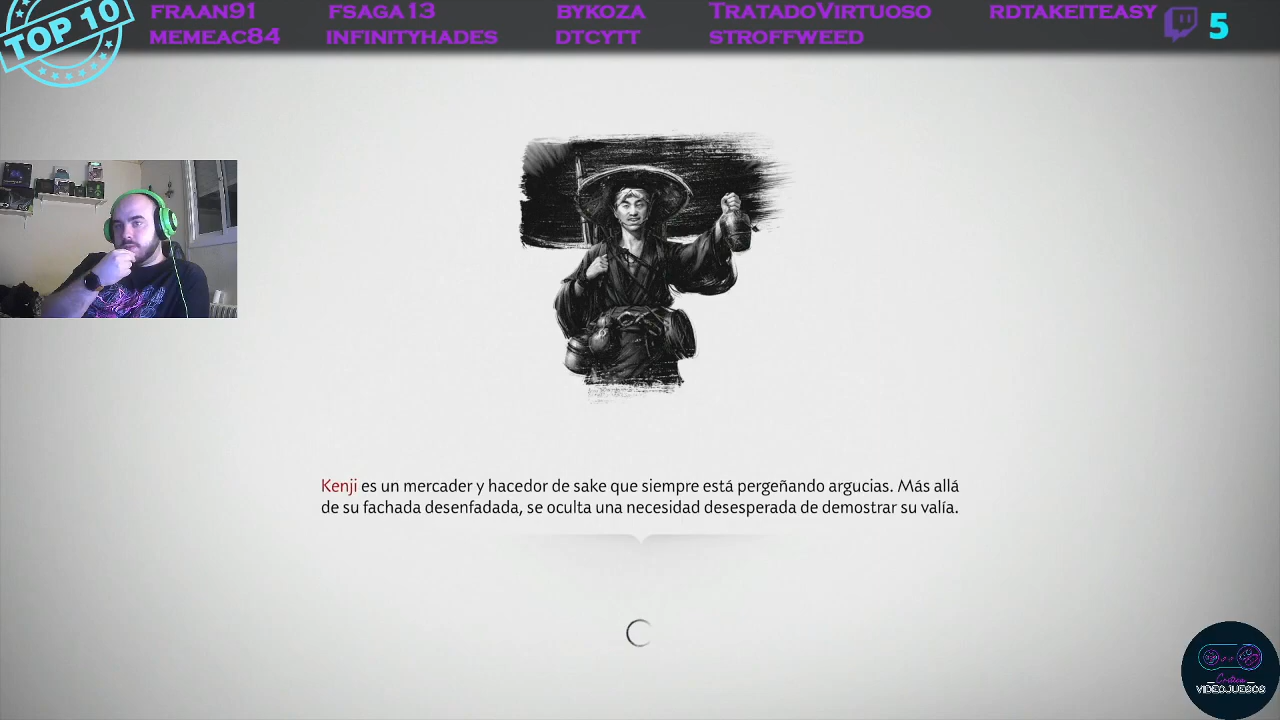 TOP 10
FRAAN91 FSAGA13 BYKOZA TRATADOVIRTUOSO RDTAKEITEASY
MEMEAC84 INFINITYHADES DTCYTT STROFFWEED
5
Kenji es un mercader y hacedor de sake que siempre está pergeñando argucias. Más allá
de su fachada desenfadada, se oculta una necesidad desesperada de demostrar su valía.
Crítica
VIDEOJUEGOS